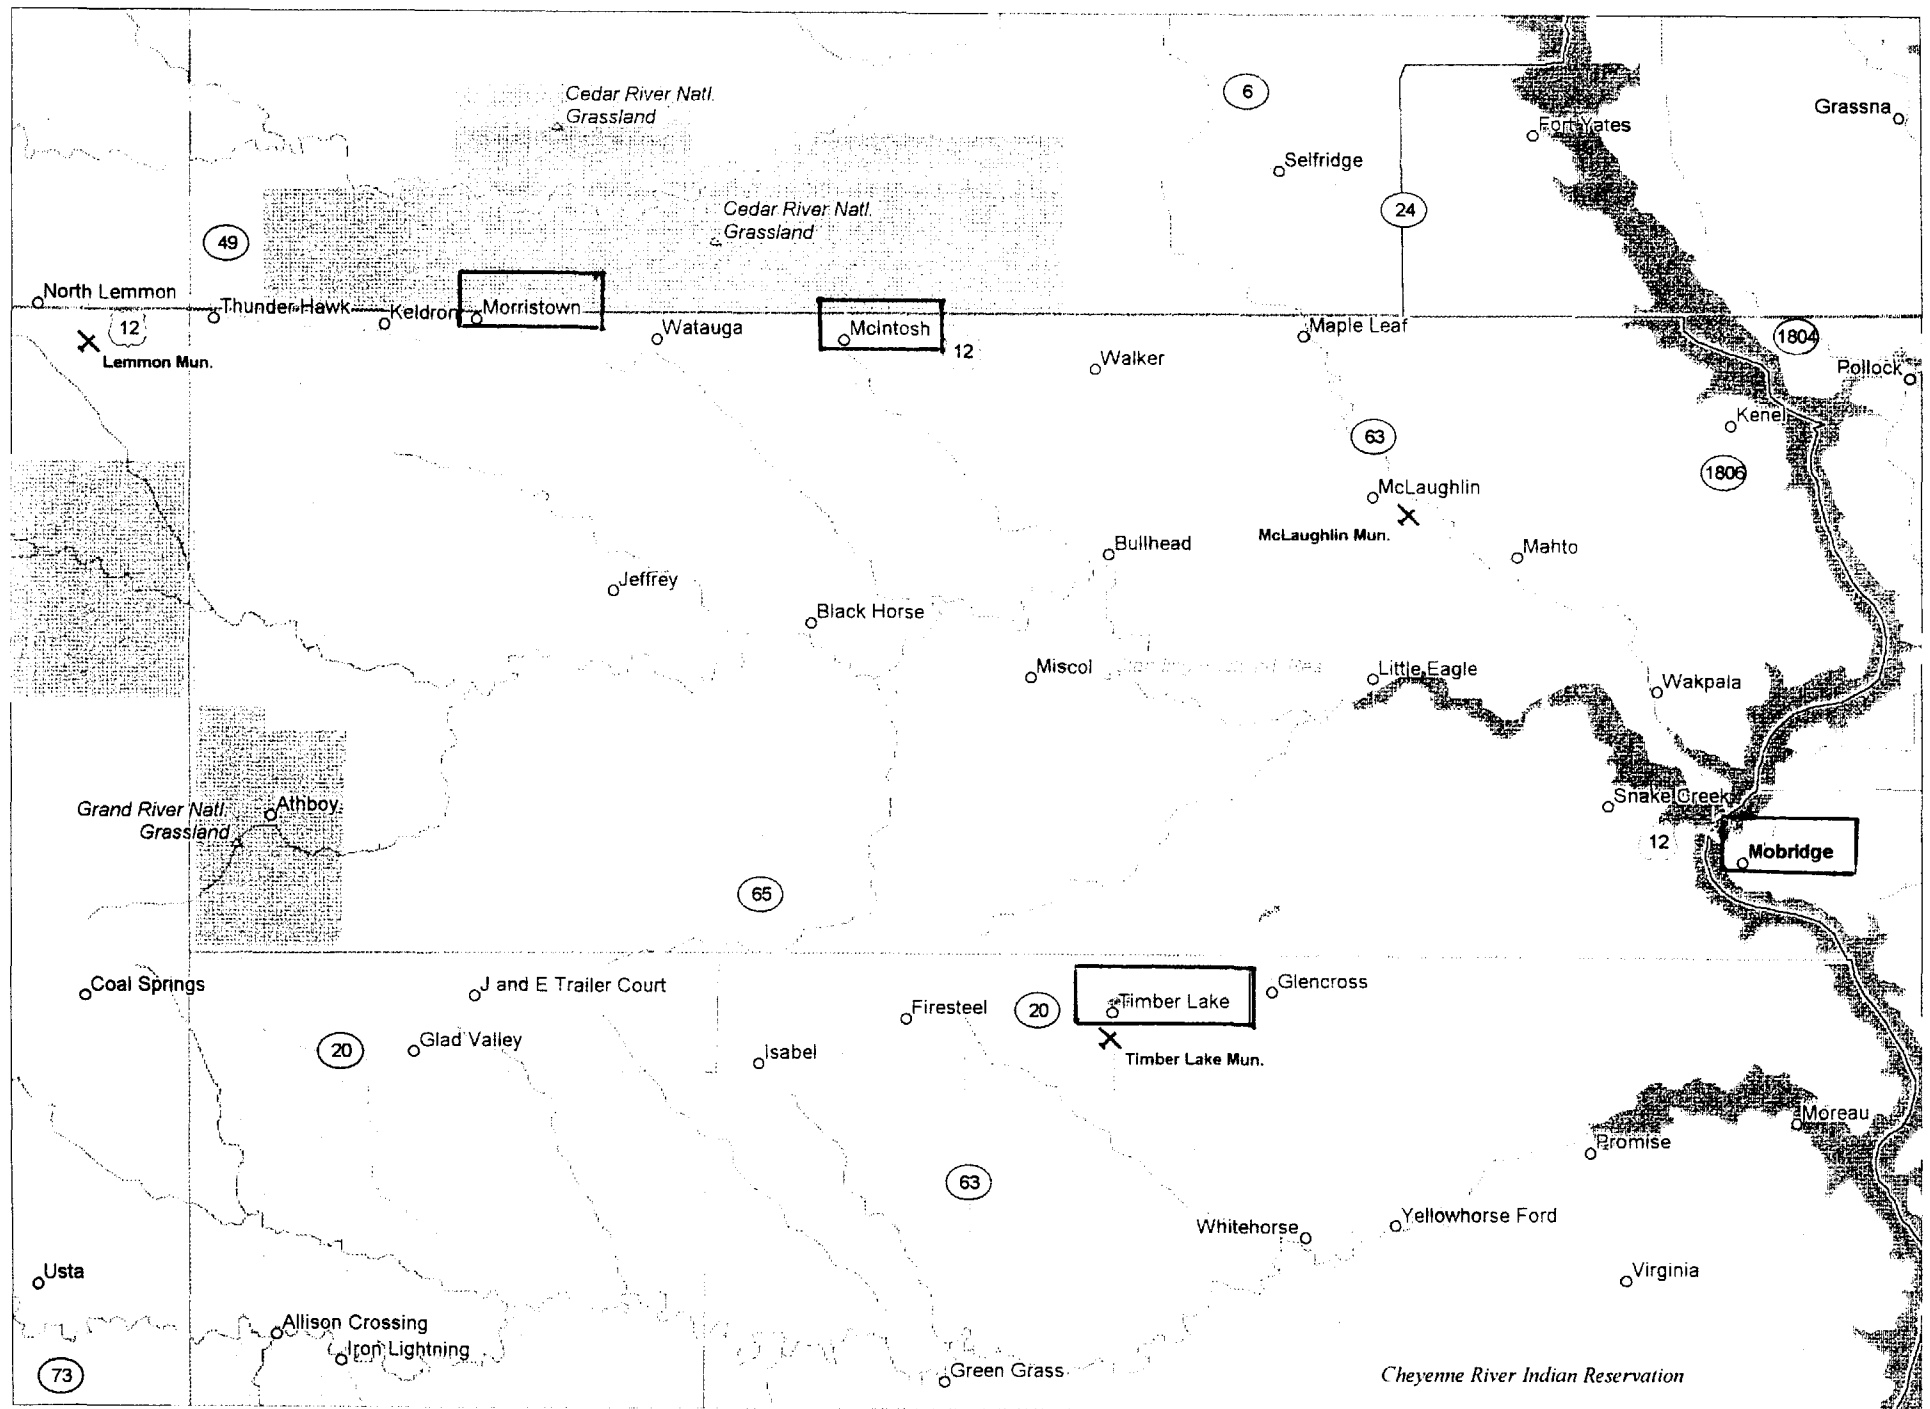 Cedar River Natl.
Grassland
6
Grassna
Fort Yates
Selfridge
24
Cedar River Natl.
Grassland
49
North Lemmon
Thunder Hawk
Keldron
Morristown
12
Lemmon Mun.
Watauga
McIntosh
12
Maple Leaf
1804
Walker
Pollock
Kenel
63
1806
McLaughlin
McLaughlin Mun.
Mahto
Bullhead
Jeffrey
Black Horse
Miscol
Little Eagle
Wakpala
Grand River Natl.
Grassland
Athboy
Snake Creek
12
Mobridge
65
Coal Springs
J and E Trailer Court
Firesteel
20
Timber Lake
Glencross
20
Glad Valley
Isabel
Timber Lake Mun.
Moreau
Promise
63
Whitehorse
Yellowhorse Ford
Usta
Virginia
Allison Crossing
Iron Lightning
73
Green Grass
Cheyenne River Indian Reservation